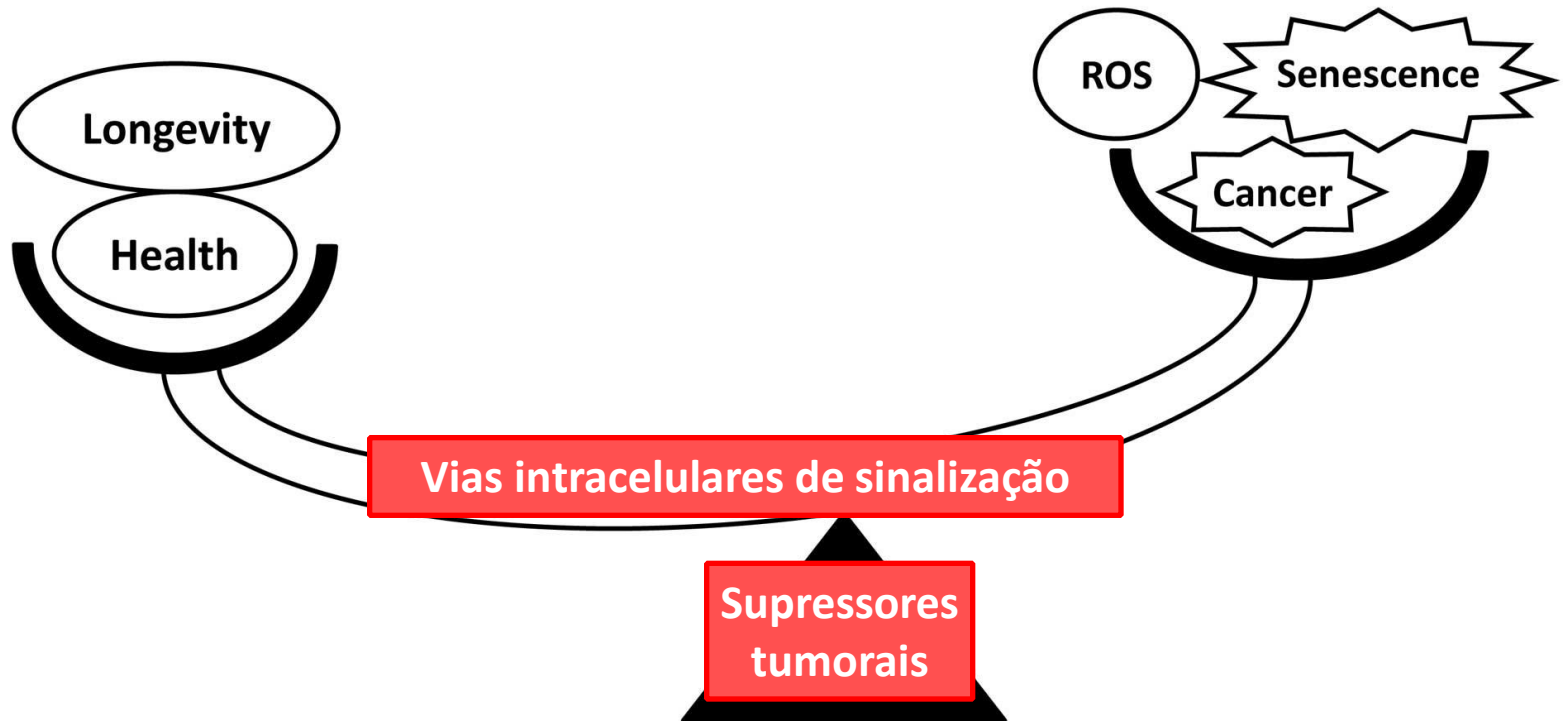 Longevity
Health
ROS
Senescence
Cancer
Vias intracelulares de sinalização
Supressores
tumorais